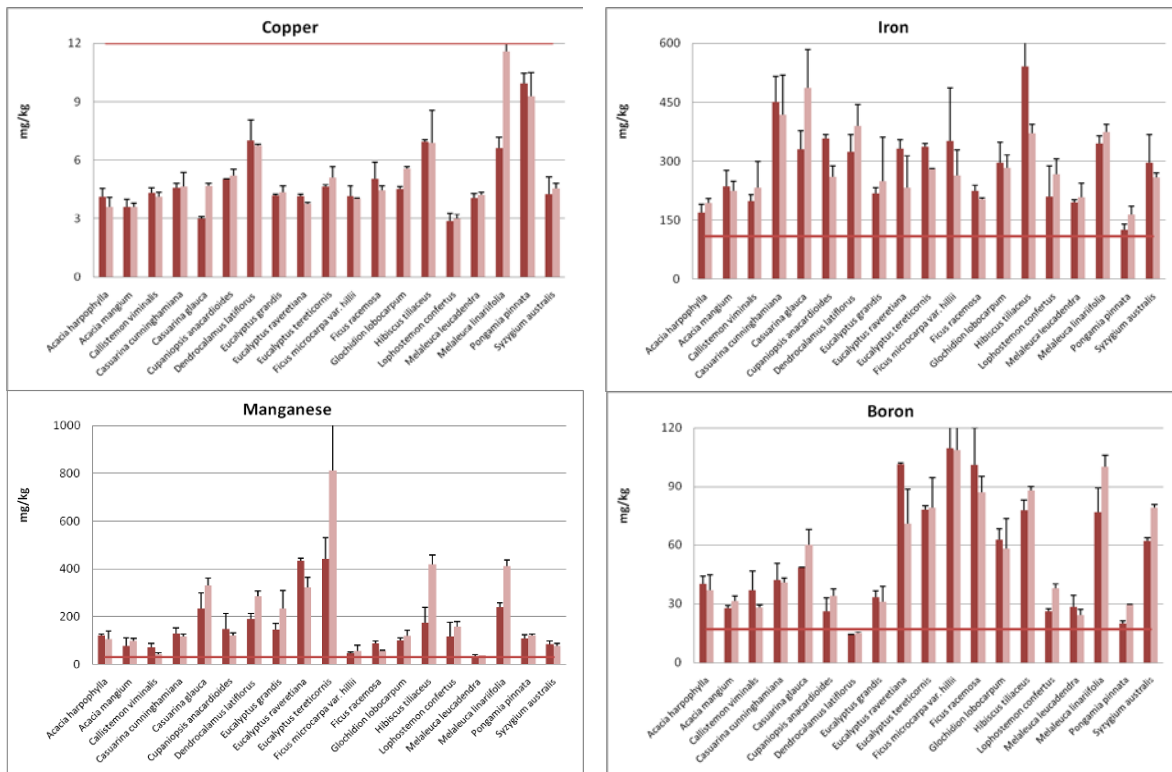 Copper
12
9
6
3
0
mg/kg
Acacia harpophylla
Acacia mangium
Callistemon viminalis
Casuarina cunninghamiana
Casuarina glauca
Cupaniopsis anacardioides
Dendrocalamus latiflorus
Eucalyptus grandis
Eucalyptus raveretiana
Eucalyptus tereticornis
Ficus microcarpa var. hillii
Ficus racemosa
Glochidion lobocarpum
Hibiscus tiliaceus
Lophostemon confertus
Melaleuca leucadendra
Melaleuca linariifolia
Pongamia pinnata
Syzygium australis
Iron
600
450
300
150
0
mg/kg
Acacia harpophylla
Acacia mangium
Callistemon viminalis
Casuarina cunninghamiana
Casuarina glauca
Cupaniopsis anacardioides
Dendrocalamus latiflorus
Eucalyptus grandis
Eucalyptus raveretiana
Eucalyptus tereticornis
Ficus microcarpa var. hillii
Ficus racemosa
Glochidion lobocarpum
Hibiscus tiliaceus
Lophostemon confertus
Melaleuca leucadendra
Melaleuca linariifolia
Pongamia pinnata
Syzygium australis
Manganese
1000
800
600
400
200
0
mg/kg
Acacia harpophylla
Acacia mangium
Callistemon viminalis
Casuarina cunninghamiana
Casuarina glauca
Cupaniopsis anacardioides
Dendrocalamus latiflorus
Eucalyptus grandis
Eucalyptus raveretiana
Eucalyptus tereticornis
Ficus microcarpa var. hillii
Ficus racemosa
Glochidion lobocarpum
Hibiscus tiliaceus
Lophostemon confertus
Melaleuca leucadendra
Melaleuca linariifolia
Pongamia pinnata
Syzygium australis
Boron
120
90
60
30
0
mg/kg
Acacia harpophylla
Acacia mangium
Callistemon viminalis
Casuarina cunninghamiana
Casuarina glauca
Cupaniopsis anacardioides
Dendrocalamus latiflorus
Eucalyptus grandis
Eucalyptus raveretiana
Eucalyptus tereticornis
Ficus microcarpa var. hillii
Ficus racemosa
Glochidion lobocarpum
Hibiscus tiliaceus
Lophostemon confertus
Melaleuca leucadendra
Melaleuca linariifolia
Pongamia pinnata
Syzygium australis